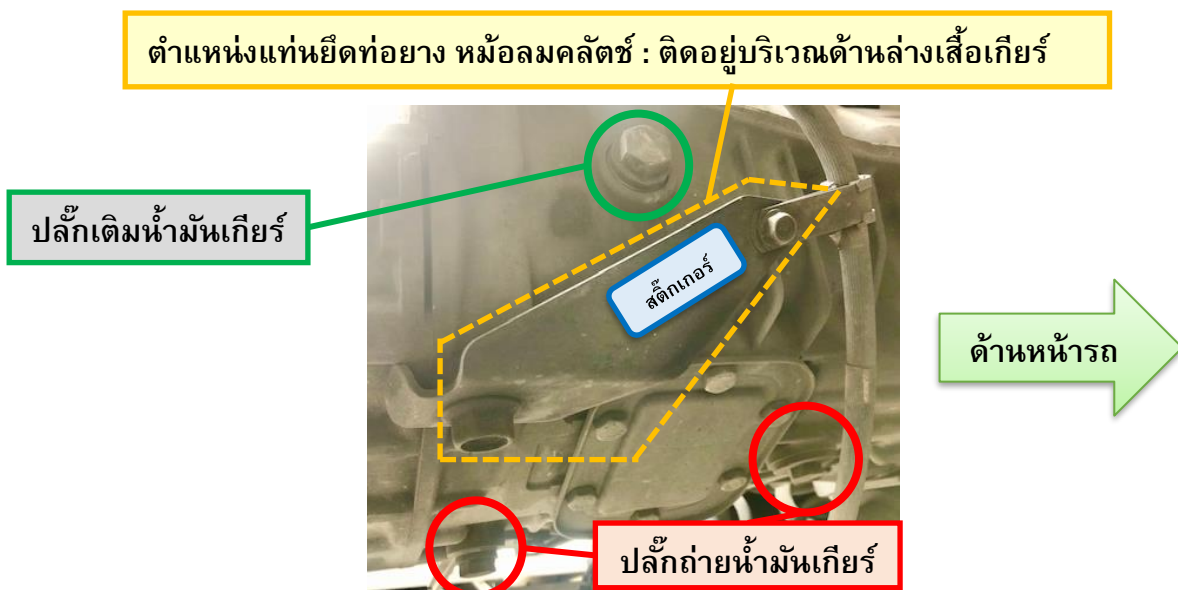 ตำแหน่งแท่นยึดท่อยาง หม้อลมคลัตช์ : ติดอยู่บริเวณด้านล่างเสื้อเกียร์
ปลั๊กเติมน้ำมันเกียร์
สติ๊กเกอร์
ด้านหน้ารถ
ปลั๊กถ่ายน้ำมันเกียร์